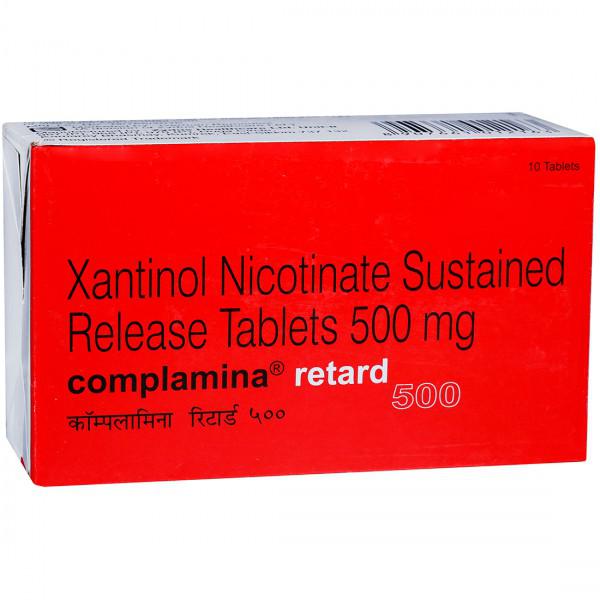 10 Tablets
Xantinol Nicotinate Sustained
Release Tablets 500 mg
complamina® retard
500
कॉम्पलामिना रिटार्ड ५००